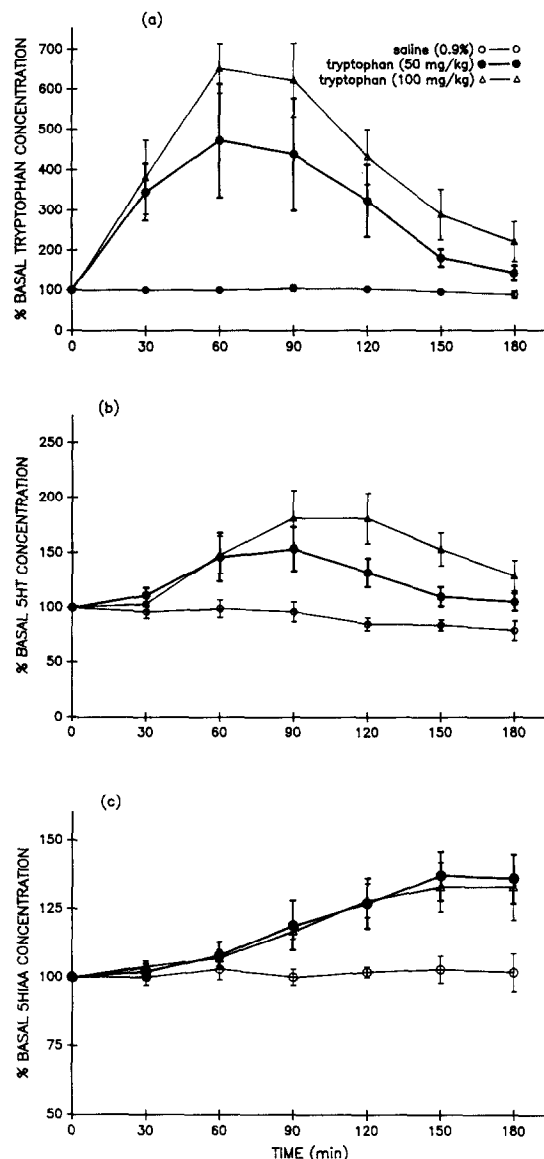 (a)
saline (0.9%)
tryptophan (50 mg/kg)
tryptophan (100 mg/kg)
% BASAL TRYPTOPHAN CONCENTRATION
700
600
500
400
300
200
100
0
0 30 60 90 120 150 180
(b)
% BASAL 5HT CONCENTRATION
250
200
150
100
50
0
0 30 60 90 120 150 180
(c)
% BASAL 5HIAA CONCENTRATION
150
125
100
75
50
0 30 60 90 120 150 180
TIME (min)